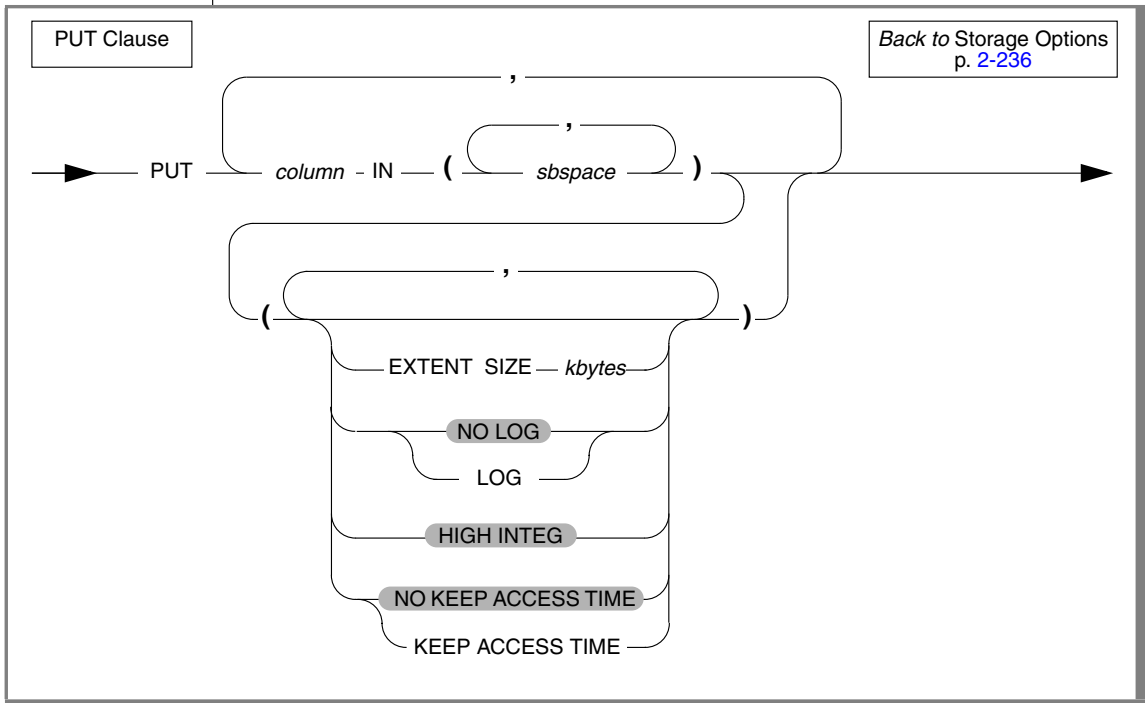 PUT Clause
Back to Storage Options
p. 2-236
,
,
PUT column IN ( sbspace )
,
( )
EXTENT SIZE kbytes
NO LOG
LOG
HIGH INTEG
NO KEEP ACCESS TIME
KEEP ACCESS TIME